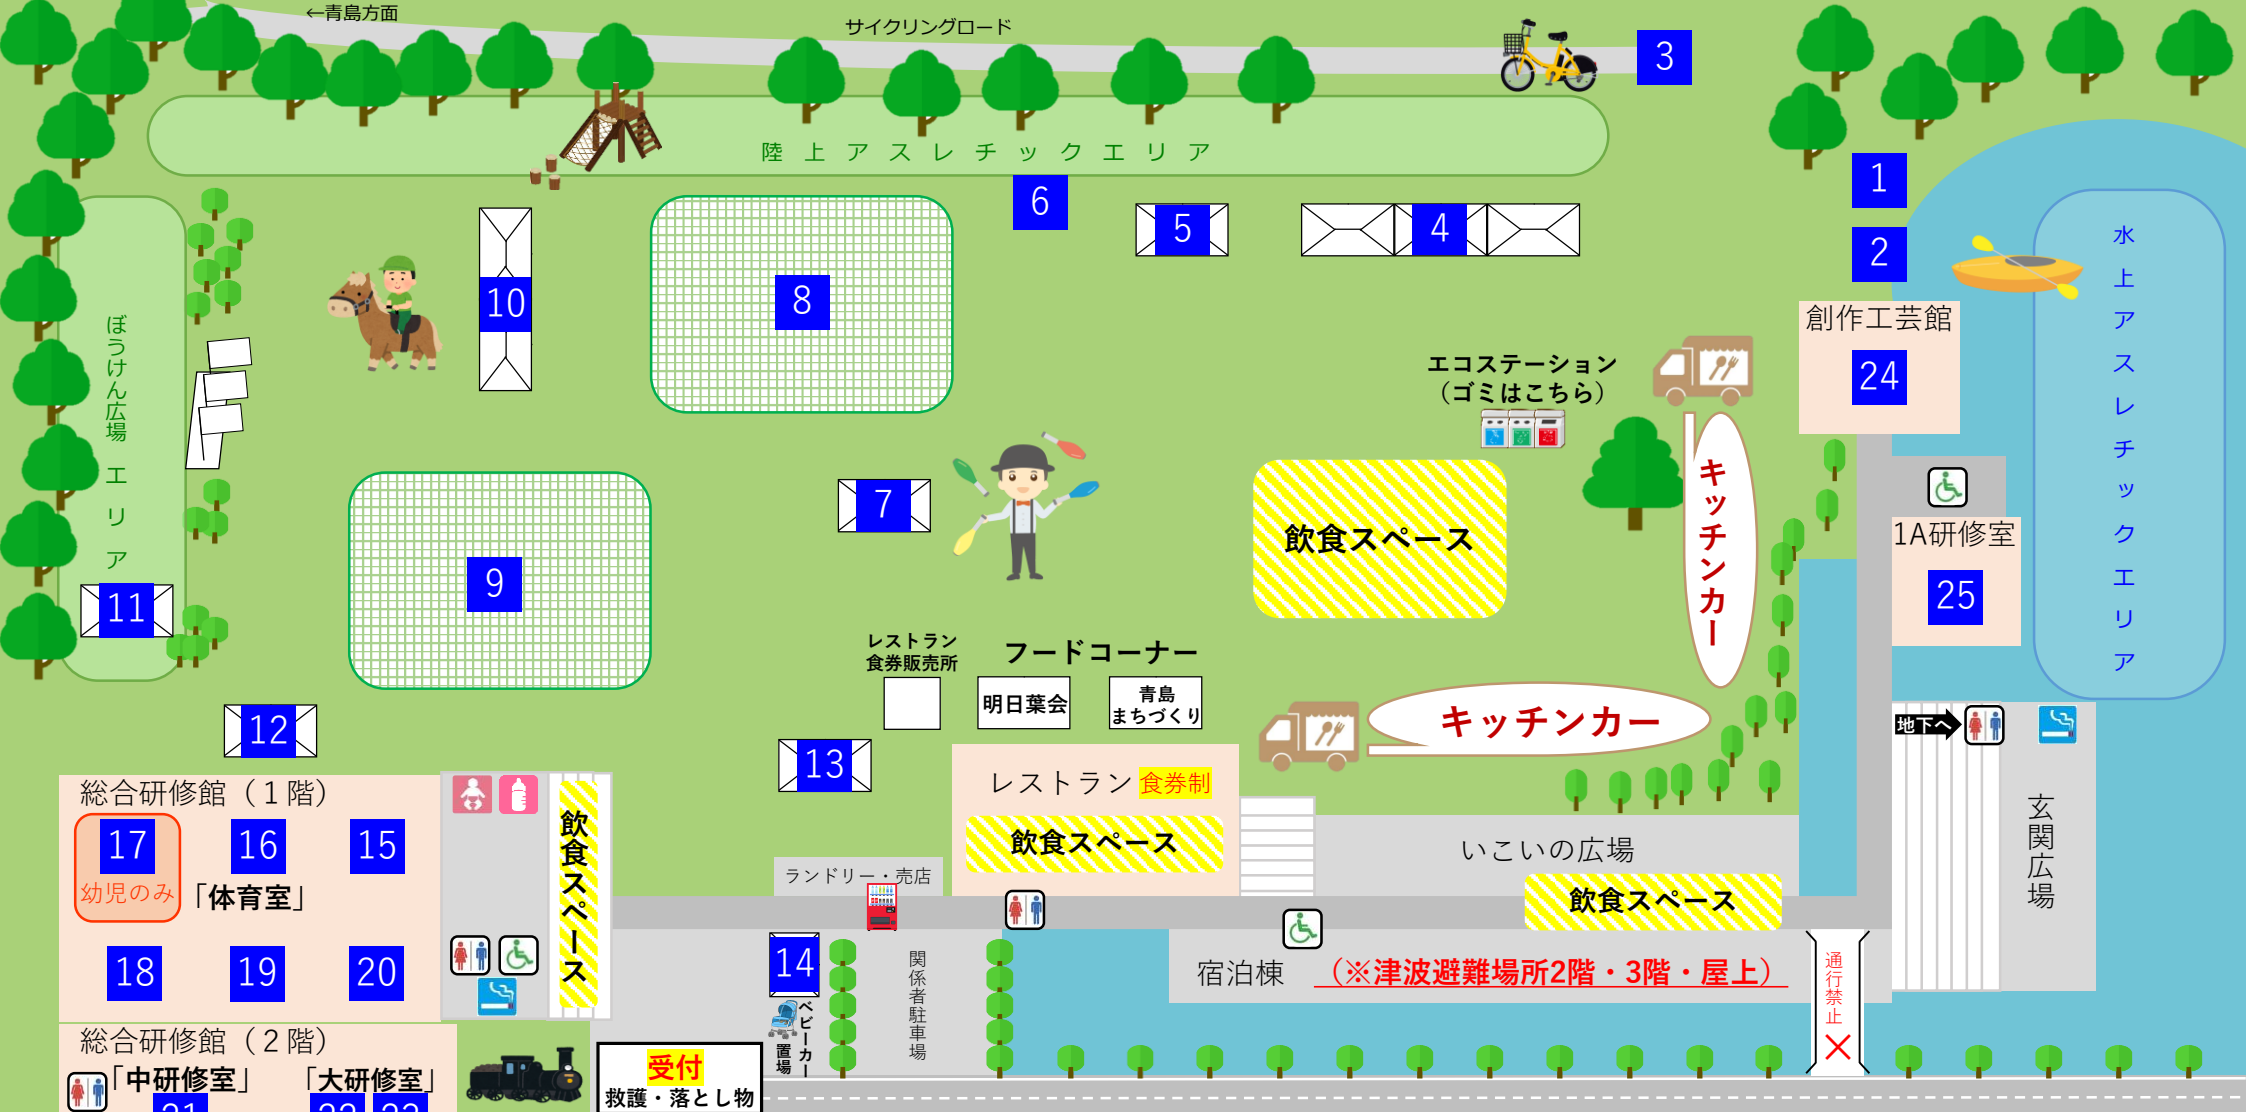 ←青島方面
サイクリングロード
3
陸上アスレチックエリア
1
6
5
4
2
水上アスレチックエリア
10
8
創作工芸館
24
ぼうけん広場 エリア
エコステーション
（ゴミはこちら）
キッチンカー
7
飲食スペース
1A研修室
25
9
11
レストラン
食券販売所
フードコーナー
明日葉会
青島
まちづくり
キッチンカー
地下へ
12
13
レストラン 食券制
飲食スペース
玄関広場
総合研修館（１階）
17
16
15
幼児のみ
「体育室」
18
19
20
飲食スペース
ランドリー・売店
いこいの広場
飲食スペース
14
ベビーカー
置場
関係者駐車場
宿泊棟
（※津波避難場所2階・3階・屋上）
通行禁止
総合研修館（２階）
「中研修室」
「大研修室」
21
22
23
受付
救護・落とし物